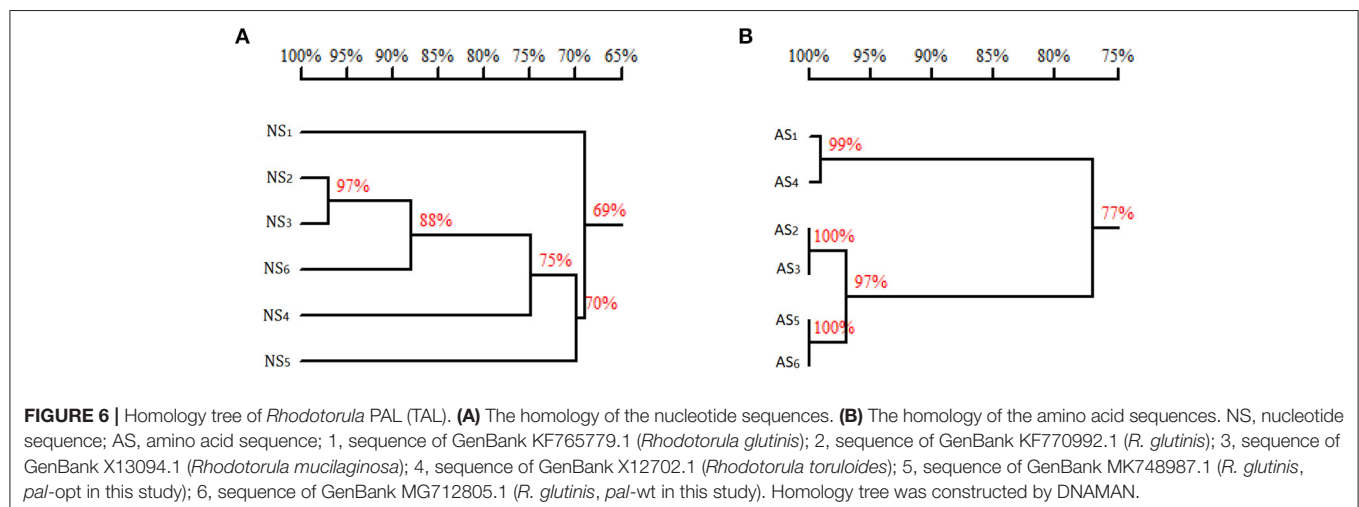 A
100% 95% 90% 85% 80% 75% 70% 65%
NS1
NS2
97%
NS3
88%
69%
NS6
75%
NS4
70%
NS5
B
100% 95% 90% 85% 80% 75%
AS1
99%
AS4
77%
AS2
100%
AS3
97%
AS5
100%
AS6
FIGURE 6 | Homology tree of Rhodotorula PAL (TAL). (A) The homology of the nucleotide sequences. (B) The homology of the amino acid sequences. NS, nucleotide
sequence; AS, amino acid sequence; 1, sequence of GenBank KF765779.1 (Rhodotorula glutinis); 2, sequence of GenBank KF770992.1 (R. glutinis); 3, sequence of
GenBank X13094.1 (Rhodotorula mucilaginosa); 4, sequence of GenBank X12702.1 (Rhodotorula toruloides); 5, sequence of GenBank MK748987.1 (R. glutinis,
pal-opt in this study); 6, sequence of GenBank MG712805.1 (R. glutinis, pal-wt in this study). Homology tree was constructed by DNAMAN.